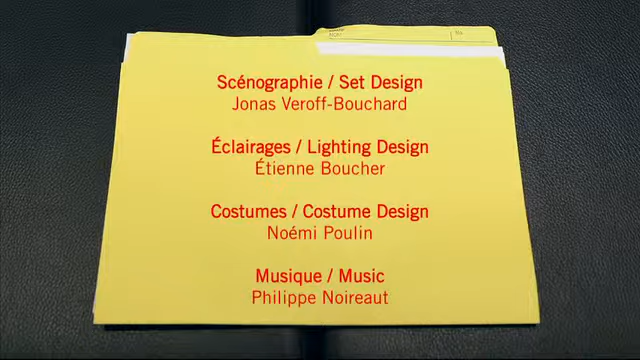 Scénographie / Set Design
Jonas Veroff-Bouchard
Éclairages / Lighting Design
Étienne Boucher
Costumes / Costume Design
Noémi Poulin
Musique / Music
Philippe Noireaut